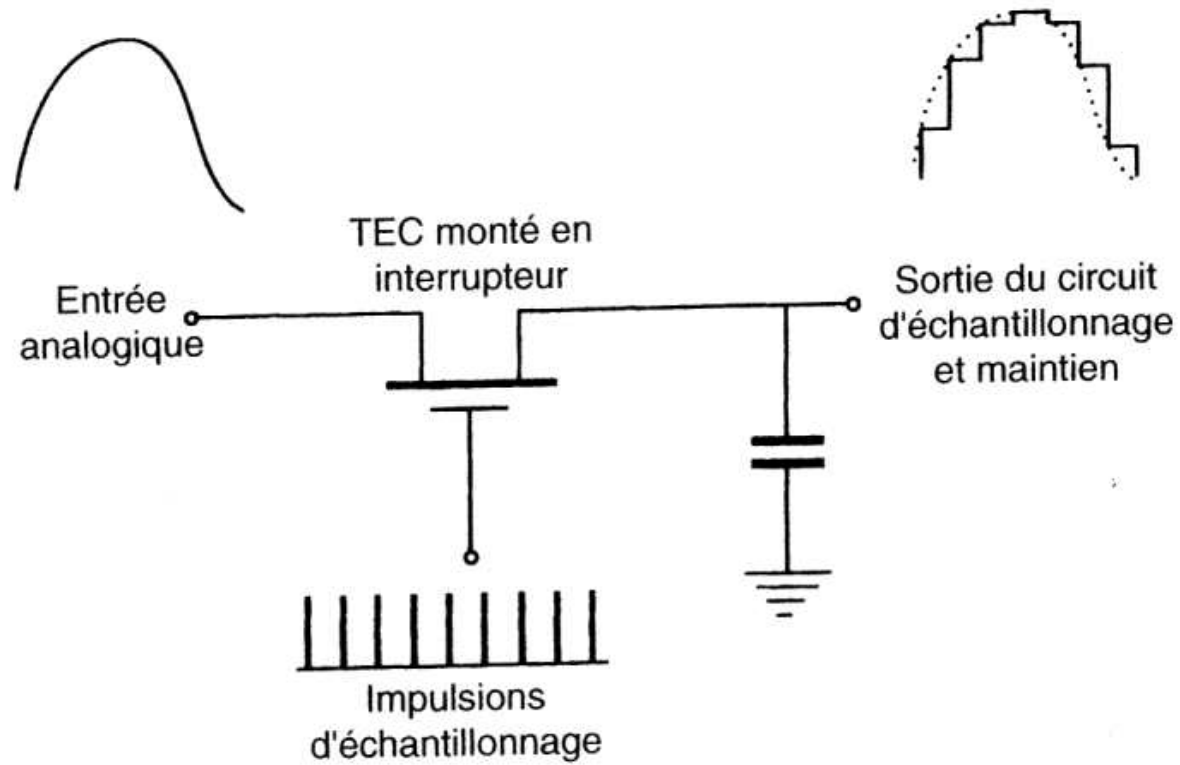 TEC monté en
interrupteur
Entrée
analogique
Sortie du circuit
d'échantillonnage
et maintien
Impulsions
d'échantillonnage